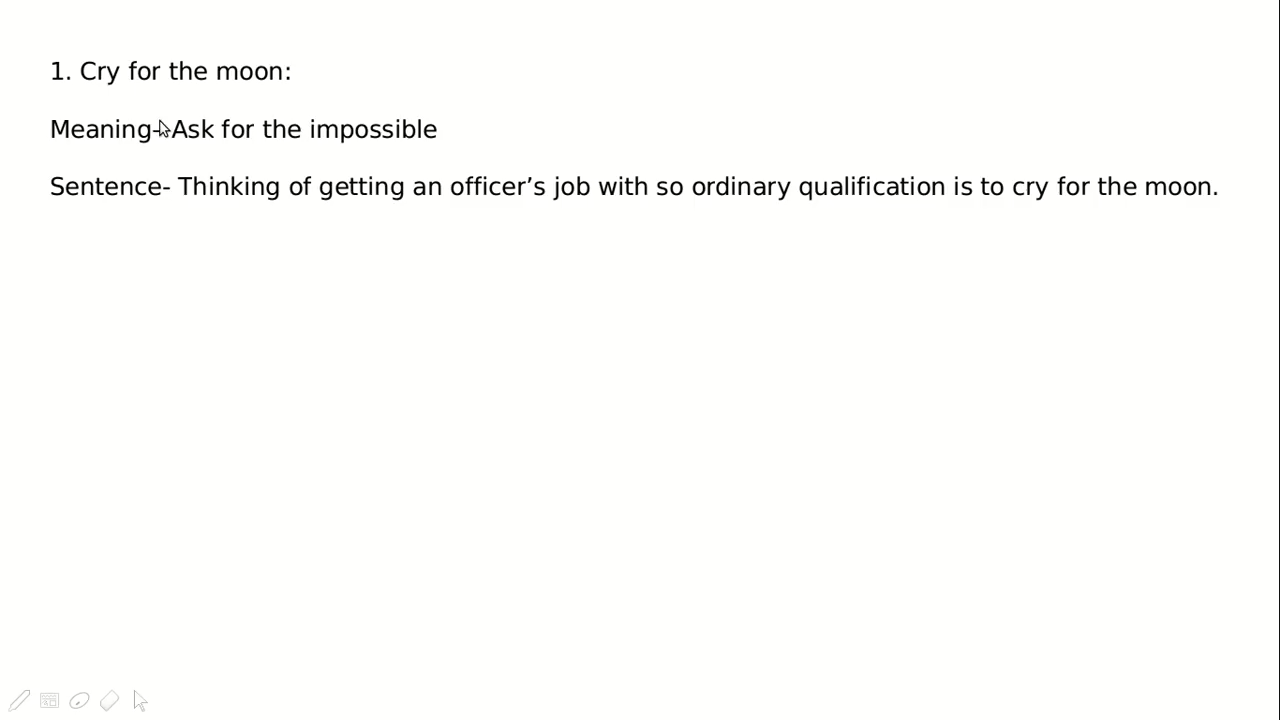 1. Cry for the moon:
Meaning- Ask for the impossible
Sentence- Thinking of getting an officer’s job with so ordinary qualification is to cry for the moon.